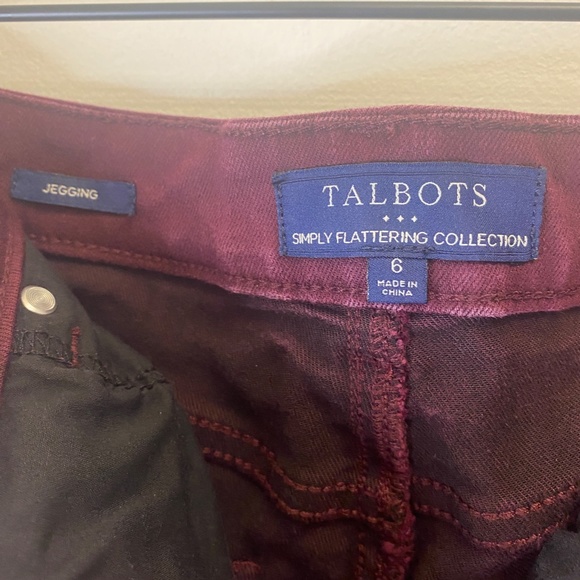 JEGGING
TALBOTS
SIMPLY FLATTERING COLLECTION
6
MADE IN
CHINA